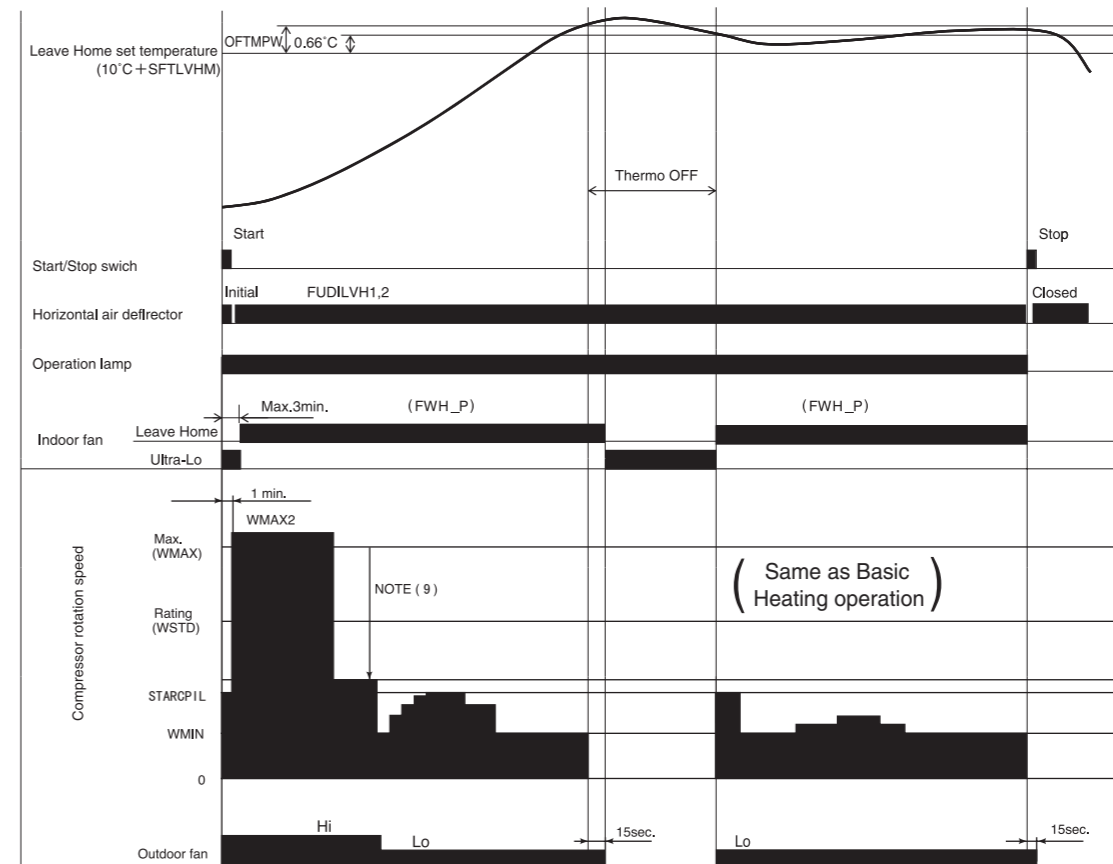 OFTMPW 0.66°C
Leave Home set temperature
(10°C+SFTLVHM)
Thermo OFF
Start
Stop
Start/Stop swich
Initial FUDILVH1,2 Closed
Horizontal air deflrector
Operation lamp
Max.3min. (FWH_P) (FWH_P)
Leave Home
Indoor fan
Ultra-Lo
1 min.
WMAX2
Max.
(WMAX)
NOTE ( 9 )
( Same as Basic
Heating operation )
Rating
(WSTD)
Compressor rotation speed
STARCPIL
WMIN
0
Hi
Lo 15sec. Lo 15sec.
Outdoor fan